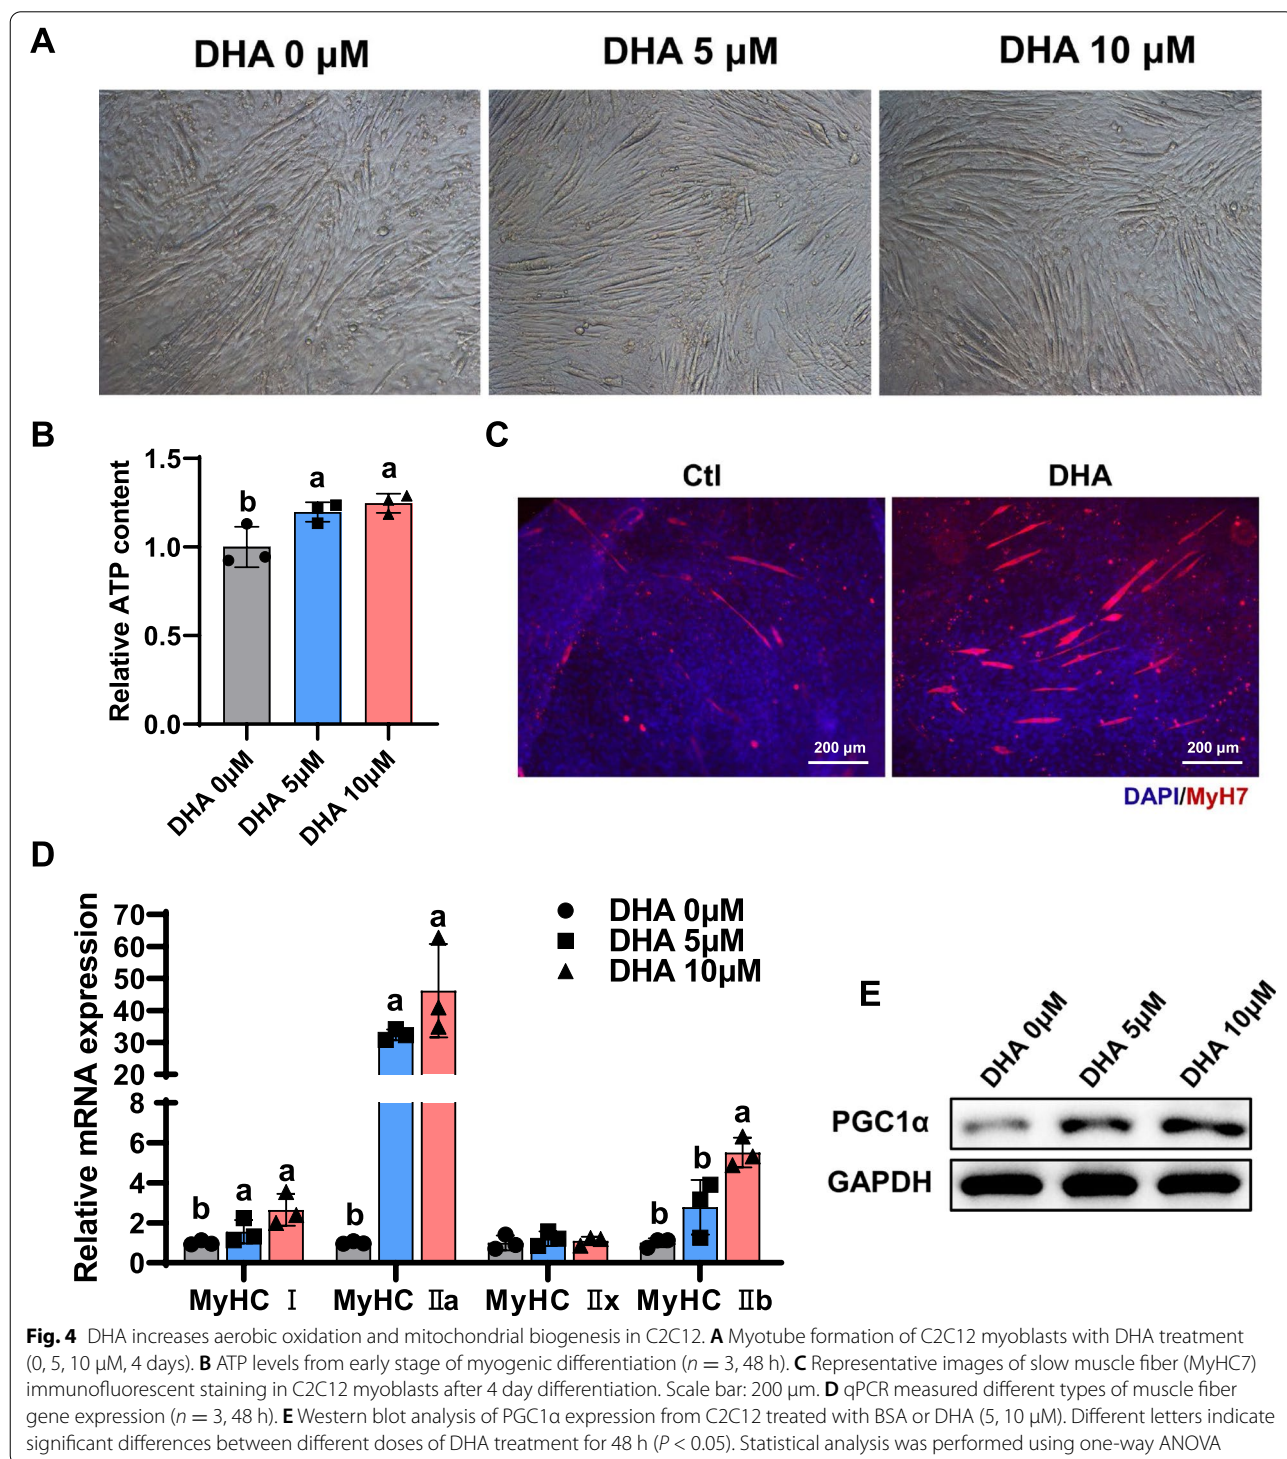 A
DHA 0 μM
DHA 5 μM
DHA 10 μM
B
Relative ATP content
1.5
1.0
0.5
0.0
b
a
a
DHA 0μM
DHA 5μM
DHA 10μM
C
Ctl
DHA
200 μm
200 μm
DAPI/MyH7
D
Relative mRNA expression
70
60
50
40
30
20
8
6
4
2
0
DHA 0μM
DHA 5μM
DHA 10μM
b
a
a
b
a
a
b
b
a
MyHC Ⅰ
MyHC Ⅱa
MyHC Ⅱx
MyHC Ⅱb
E
DHA 0μM
DHA 5μM
DHA 10μM
PGC1α
GAPDH
Fig. 4 DHA increases aerobic oxidation and mitochondrial biogenesis in C2C12. A Myotube formation of C2C12 myoblasts with DHA treatment
(0, 5, 10 μM, 4 days). B ATP levels from early stage of myogenic differentiation (n = 3, 48 h). C Representative images of slow muscle fiber (MyHC7)
immunofluorescent staining in C2C12 myoblasts after 4 day differentiation. Scale bar: 200 μm. D qPCR measured different types of muscle fiber
gene expression (n = 3, 48 h). E Western blot analysis of PGC1α expression from C2C12 treated with BSA or DHA (5, 10 μM). Different letters indicate
significant differences between different doses of DHA treatment for 48 h (P < 0.05). Statistical analysis was performed using one-way ANOVA